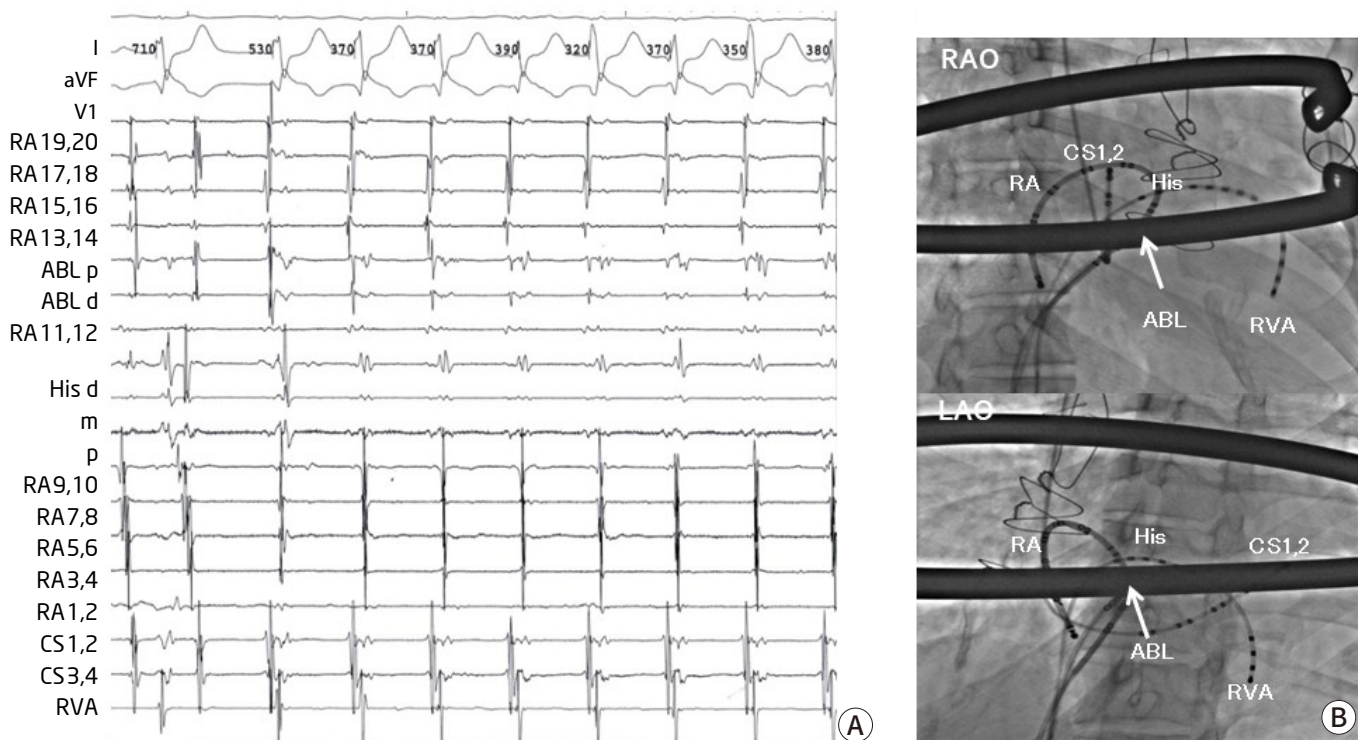 710 530 370 370 390 320 370 350 380
I
aVF
V1
RA19,20
RA17,18
RA15,16
RA13,14
ABL p
ABL d
RA11,12
His d
m
p
RA9,10
RA7,8
RA5,6
RA3,4
RA1,2
CS1,2
CS3,4
RVA
A
RAO
CS1,2
RA His
ABL
RVA
LAO
RA His CS1,2
ABL
RVA
B